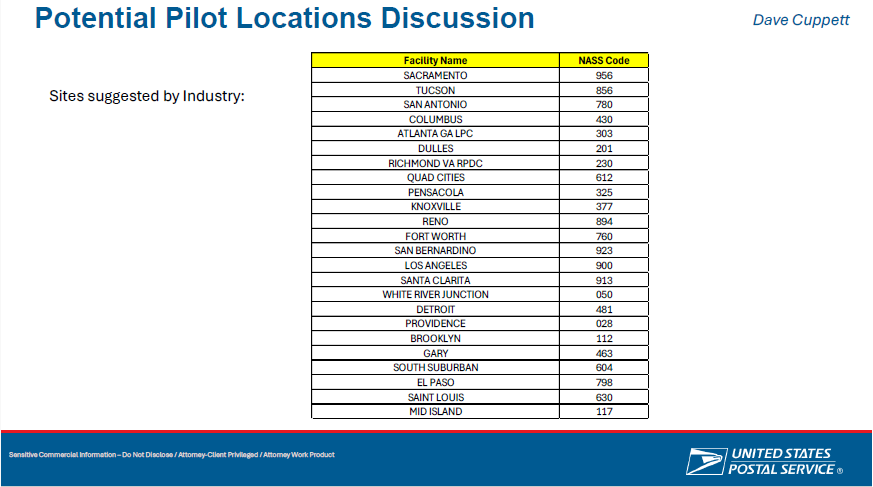 Potential Pilot Locations Discussion
Dave Cuppett
Sites suggested by Industry:
Facility Name NASS Code
SACRAMENTO 956
TUCSON 856
SAN ANTONIO 780
COLUMBUS 430
ATLANTA GA LPC 303
DULLES 201
RICHMOND VA RPDC 230
QUAD CITIES 612
PENSACOLA 325
KNOXVILLE 377
RENO 894
FORT WORTH 760
SAN BERNARDINO 923
LOS ANGELES 900
SANTA CLARITA 913
WHITE RIVER JUNCTION 050
DETROIT 481
PROVIDENCE 028
BROOKLYN 112
GARY 463
SOUTH SUBURBAN 604
EL PASO 798
SAINT LOUIS 630
MID ISLAND 117
Sensitive Commercial Information – Do Not Disclose / Attorney-Client Privileged / Attorney Work Product
UNITED STATES
POSTAL SERVICE ®